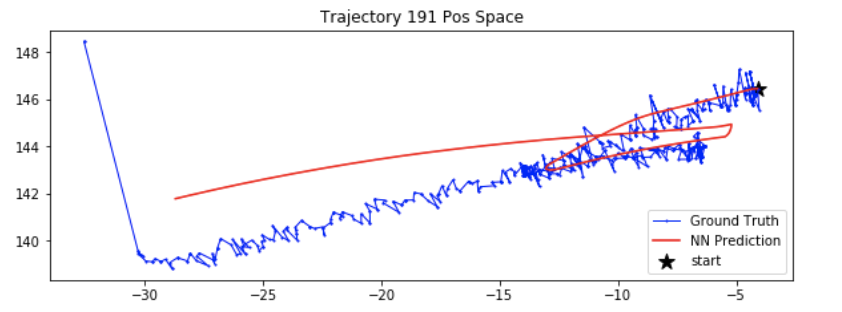 Trajectory 191 Pos Space
148
146
144
142
140
−30
−25
−20
−15
−10
−5
Ground Truth
NN Prediction
start